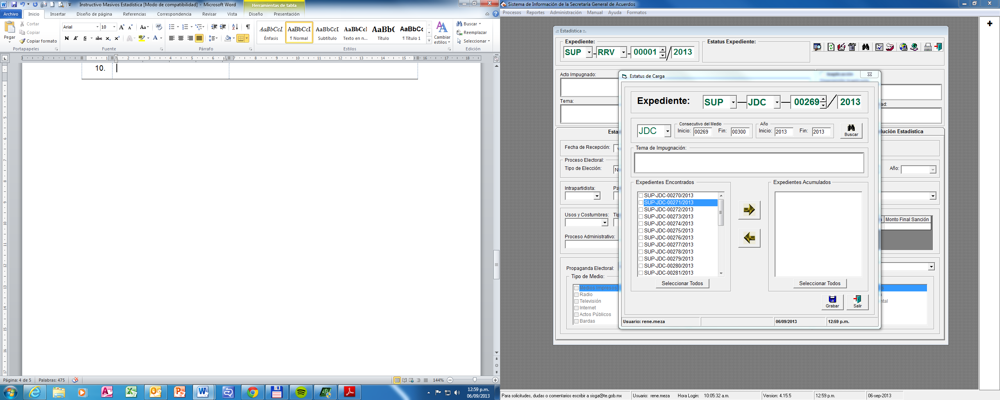 Instructivo Masivos Estadística [Modo de compatibilidad] - Microsoft Word
Herramientas de tabla
Archivo Inicio Insertar Diseño de página Referencias Correspondencia Revisar Vista Diseño Presentación
Pegar
Cortar
Copiar
Copiar formato
Portapapeles
Arial 10
N K S abc x₂ x²
Fuente
Párrafo
AaBbCcI AaBbCcI AaBbCcI AaBbCcI AaBbC AaBbCc
Énfasis ¶ Normal Subtítulo Texto en n... Título ¶ Título 1
Cambiar estilos
Estilos
Buscar
Reemplazar
Seleccionar
Edición
10.
Página: 4 de 5 Palabras: 475 144%
12:59 p.m.
06/09/2013
Sistema de Información de la Secretaría General de Acuerdos
Procesos Reportes Administración Manual Ayuda Formatos
.:: Estadística ::.
Expediente:
SUP - RRV - 00001 / 2013
Estatus Expediente:
Acto Impugnado:
Tema:
ad:
Esta
lución Estadística
Fecha de Recepción:
Proceso Electoral:
Tipo de Elección: N
Año:
Intrapartidista: Pa
Usos y Costumbres: Tip
Monto Final Sanción
Proceso Administrativo:
Propaganda Electoral:
Tipo de Medio:
Medios Impresos
Radio
Televisión
Internet
Actos Públicos
Bardas
ntal
Estatus de Carga
Expediente: SUP — JDC — 00269 / 2013
JDC
Consecutivo del Medio
Inicio: 00269 Fin: 00300
Año
Inicio: 2013 Fin: 2013
Buscar
Tema de Impugnación:
Expedientes Encontrados
SUP-JDC-00270/2013
SUP-JDC-00271/2013
SUP-JDC-00272/2013
SUP-JDC-00273/2013
SUP-JDC-00274/2013
SUP-JDC-00275/2013
SUP-JDC-00276/2013
SUP-JDC-00277/2013
SUP-JDC-00278/2013
SUP-JDC-00279/2013
SUP-JDC-00280/2013
SUP-JDC-00281/2013
Seleccionar Todos
Expedientes Acumulados
Seleccionar Todos
Grabar
Salir
Usuario: rene.meza 06/09/2013 12:59 p.m.
Para solicitudes, dudas o comentarios escribir a sisga@te.gob.mx Usuario: rene.meza Hora Login: 10:05:32 a.m. Version: 4.15.5 12:59 p.m. 06-sep-2013